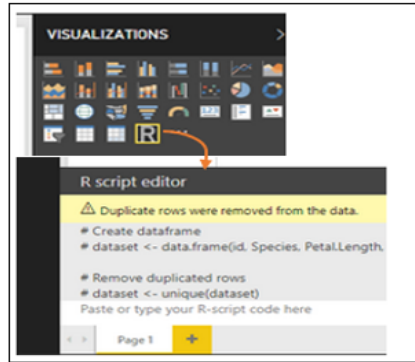 VISUALIZATIONS >
R
R script editor
⚠ Duplicate rows were removed from the data.
# Create dataframe
# dataset <- data.frame(id, Species, Petal.Length,
# Remove duplicated rows
# dataset <- unique(dataset)
Paste or type your R-script code here
Page 1 +